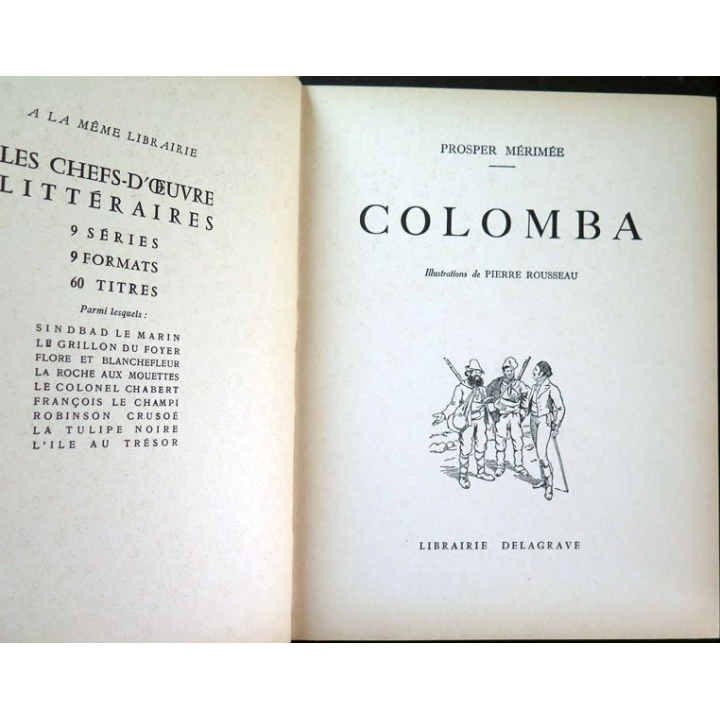 A LA MÊME LIBRAIRIE
LES CHEFS-D'ŒUVRE
LITTÉRAIRES
9 SÉRIES
9 FORMATS
60 TITRES
Parmi lesquels :
SINDBAD LE MARIN
LE GRILLON DU FOYER
FLORE ET BLANCHEFLEUR
LA ROCHE AUX MOUETTES
LE COLONEL CHABERT
FRANÇOIS LE CHAMPI
ROBINSON CRUSOÉ
LA TULIPE NOIRE
L'ILE AU TRÉSOR
PROSPER MÉRIMÉE
COLOMBA
Illustrations de PIERRE ROUSSEAU
LIBRAIRIE DELAGRAVE